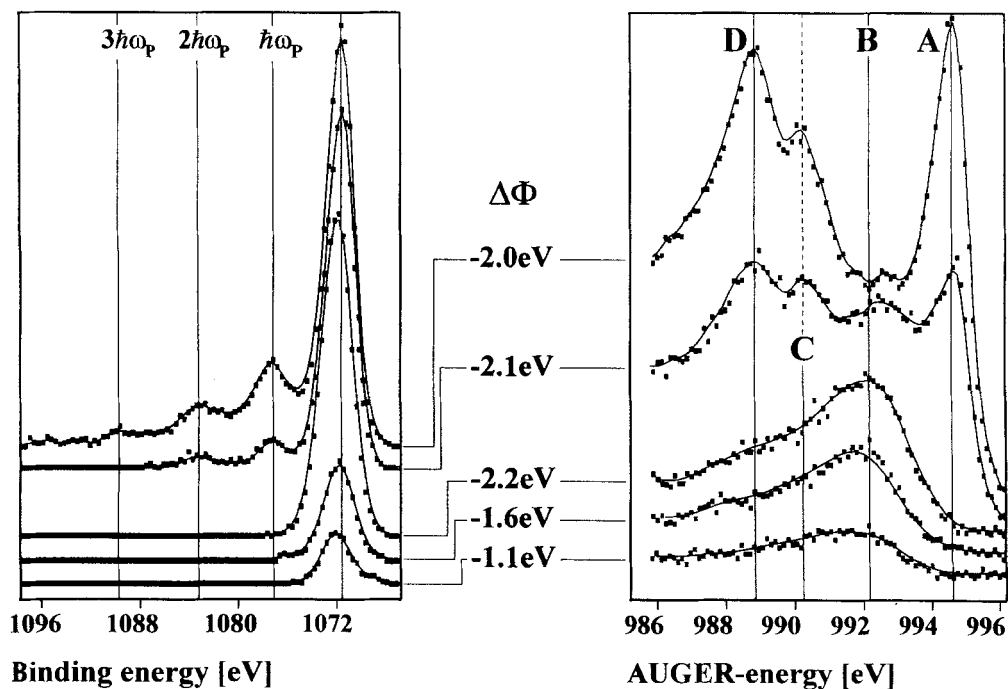 3ħωₚ 2ħωₚ ħωₚ
D B A
ΔΦ
-2.0eV
C
-2.1eV
-2.2eV
-1.6eV
-1.1eV
1096 1088 1080 1072
986 988 990 992 994 996
Binding energy [eV]
AUGER-energy [eV]